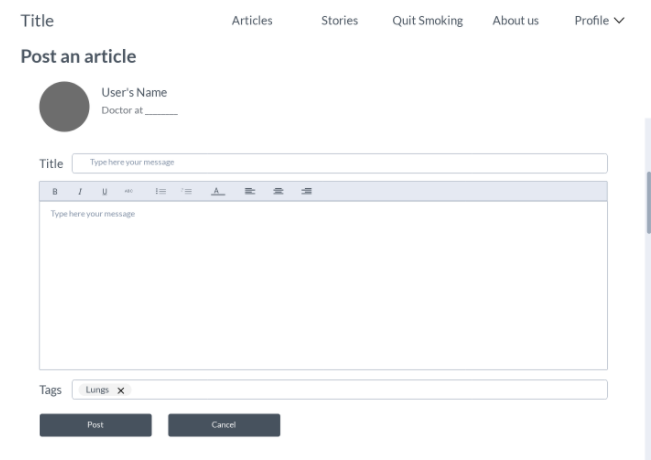 Title Articles Stories Quit Smoking About us Profile
Post an article
User's Name
Doctor at ______
Title Type here your message
B I U ABC A
Type here your message
Tags Lungs ×
Post Cancel